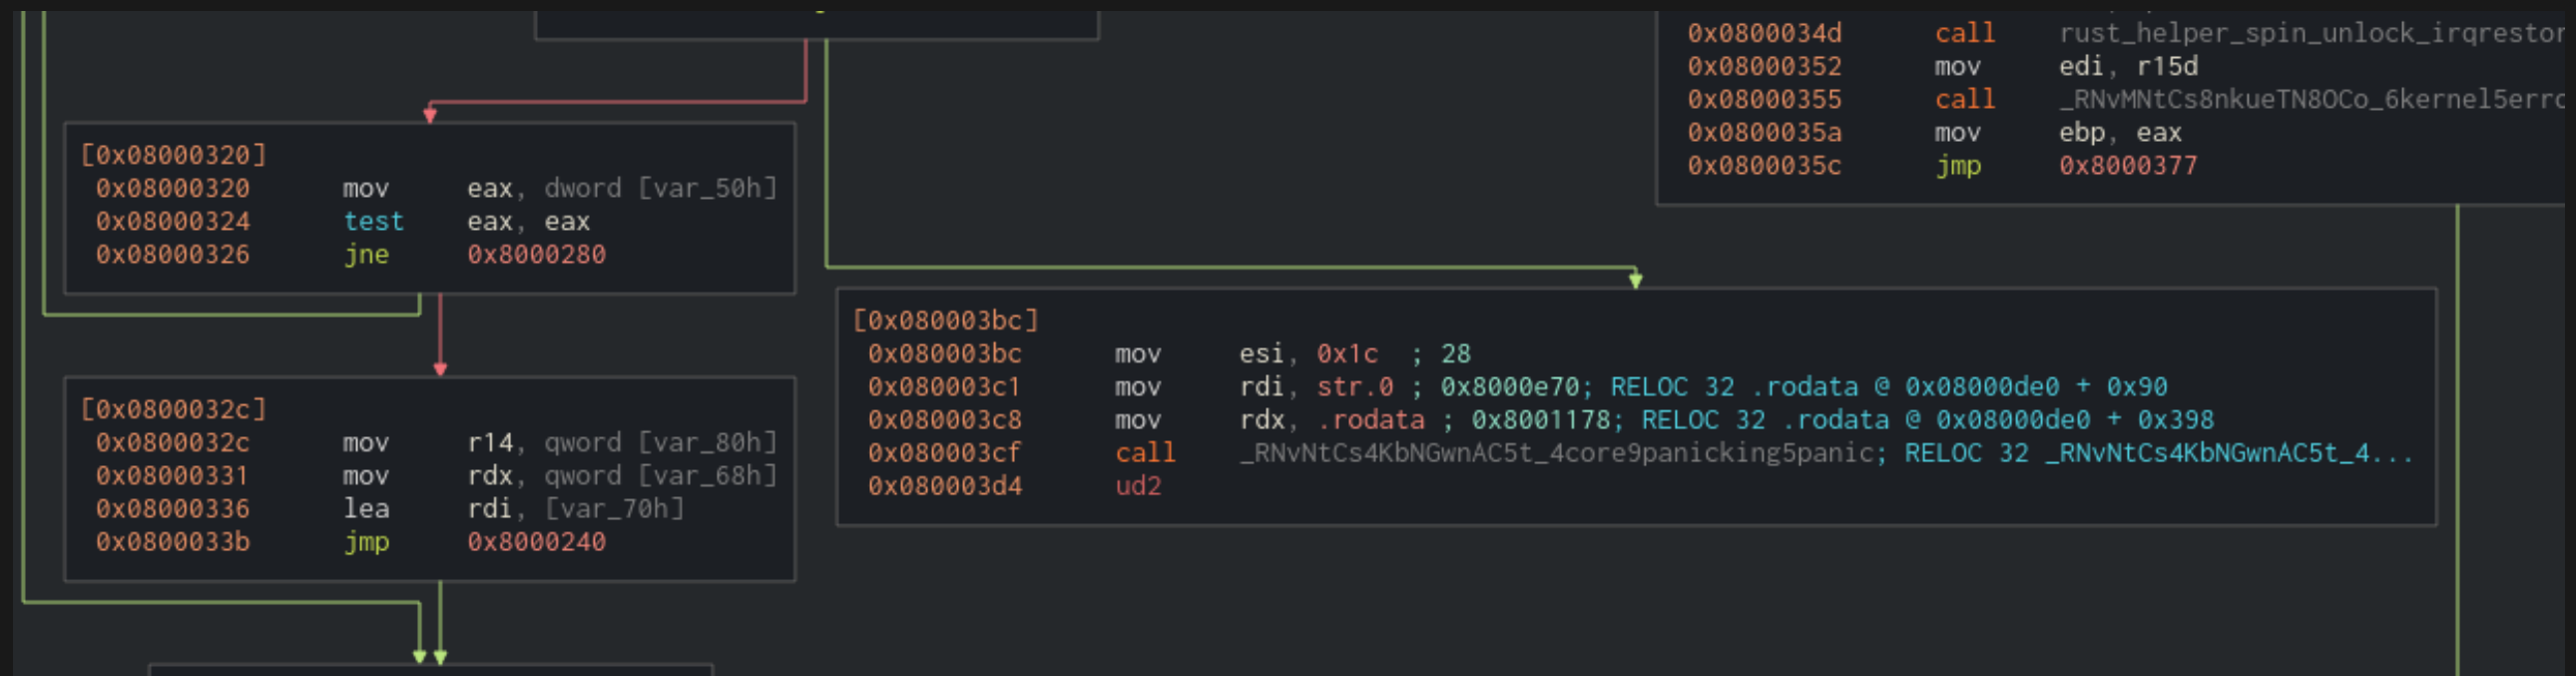 0x0800034d call rust_helper_spin_unlock_irqrestor
0x08000352 mov edi, r15d
0x08000355 call _RNvMNtCs8nkueTN8OCo_6kernel5errc
0x0800035a mov ebp, eax
0x0800035c jmp 0x8000377
[0x08000320]
0x08000320 mov eax, dword [var_50h]
0x08000324 test eax, eax
0x08000326 jne 0x8000280
[0x080003bc]
0x080003bc mov esi, 0x1c ; 28
0x080003c1 mov rdi, str.0 ; 0x8000e70; RELOC 32 .rodata @ 0x08000de0 + 0x90
0x080003c8 mov rdx, .rodata ; 0x8001178; RELOC 32 .rodata @ 0x08000de0 + 0x398
0x080003cf call _RNvNtCs4KbNGwnAC5t_4core9panicking5panic; RELOC 32 _RNvNtCs4KbNGwnAC5t_4...
0x080003d4 ud2
[0x0800032c]
0x0800032c mov r14, qword [var_80h]
0x08000331 mov rdx, qword [var_68h]
0x08000336 lea rdi, [var_70h]
0x0800033b jmp 0x8000240